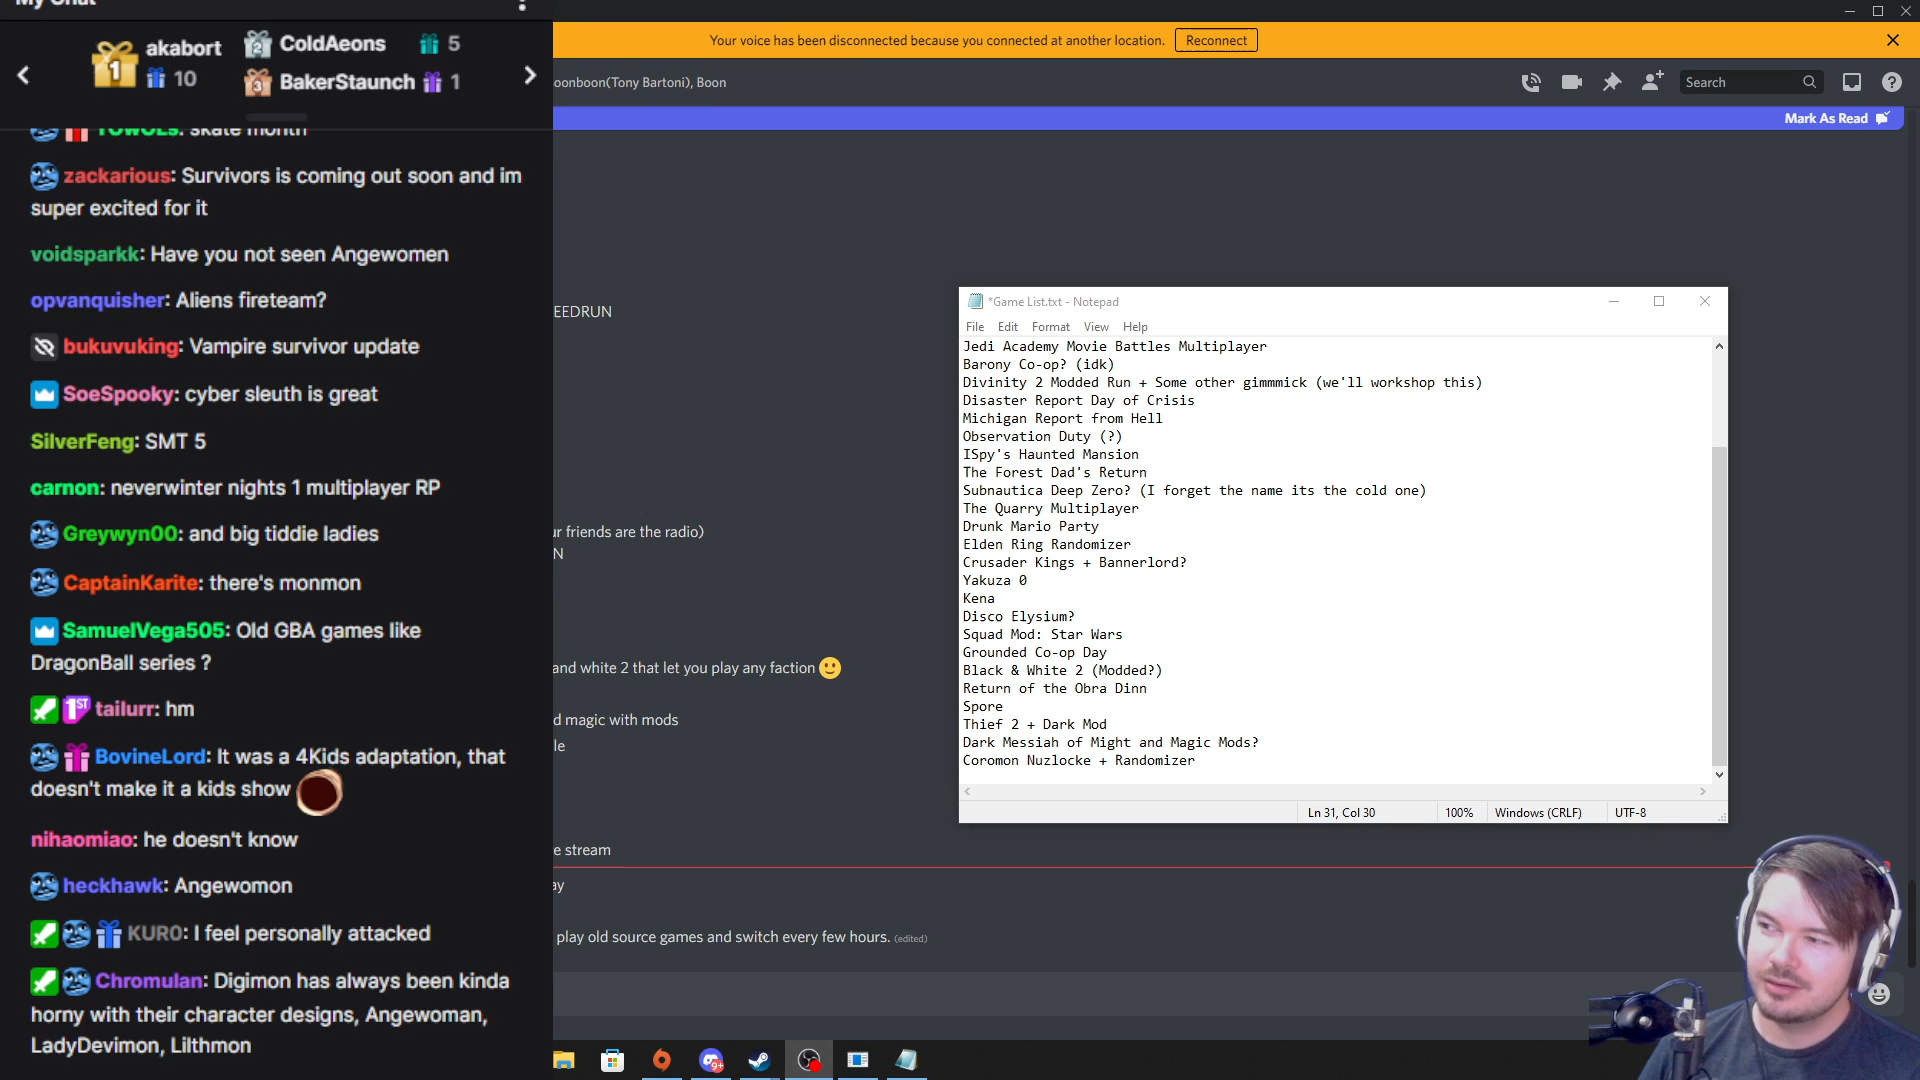 My Chat
akabort
10
1
2
ColdAeons
5
3
BakerStaunch
1
TOWOLs: skate month
zackarious: Survivors is coming out soon and im
super excited for it
voidsparkk: Have you not seen Angewomen
opvanquisher: Aliens fireteam?
bukuvuking: Vampire survivor update
SoeSpooky: cyber sleuth is great
SilverFeng: SMT 5
carnon: neverwinter nights 1 multiplayer RP
Greywyn00: and big tiddie ladies
CaptainKarite: there's monmon
SamuelVega505: Old GBA games like
DragonBall series ?
1ST tailurr: hm
BovineLord: It was a 4Kids adaptation, that
doesn't make it a kids show
nihaomiao: he doesn't know
heckhawk: Angewomon
KUR0: I feel personally attacked
Chromulan: Digimon has always been kinda
horny with their character designs, Angewoman,
LadyDevimon, Lilthmon
Your voice has been disconnected because you connected at another location. Reconnect
oonboon(Tony Bartoni), Boon
Search
Mark As Read
EEDRUN
ur friends are the radio)
N
and white 2 that let you play any faction
d magic with mods
le
e stream
ay
play old source games and switch every few hours. (edited)
*Game List.txt - Notepad
File Edit Format View Help
Jedi Academy Movie Battles Multiplayer
Barony Co-op? (idk)
Divinity 2 Modded Run + Some other gimmmick (we'll workshop this)
Disaster Report Day of Crisis
Michigan Report from Hell
Observation Duty (?)
ISpy's Haunted Mansion
The Forest Dad's Return
Subnautica Deep Zero? (I forget the name its the cold one)
The Quarry Multiplayer
Drunk Mario Party
Elden Ring Randomizer
Crusader Kings + Bannerlord?
Yakuza 0
Kena
Disco Elysium?
Squad Mod: Star Wars
Grounded Co-op Day
Black & White 2 (Modded?)
Return of the Obra Dinn
Spore
Thief 2 + Dark Mod
Dark Messiah of Might and Magic Mods?
Coromon Nuzlocke + Randomizer
Ln 31, Col 30
100%
Windows (CRLF)
UTF-8
9+